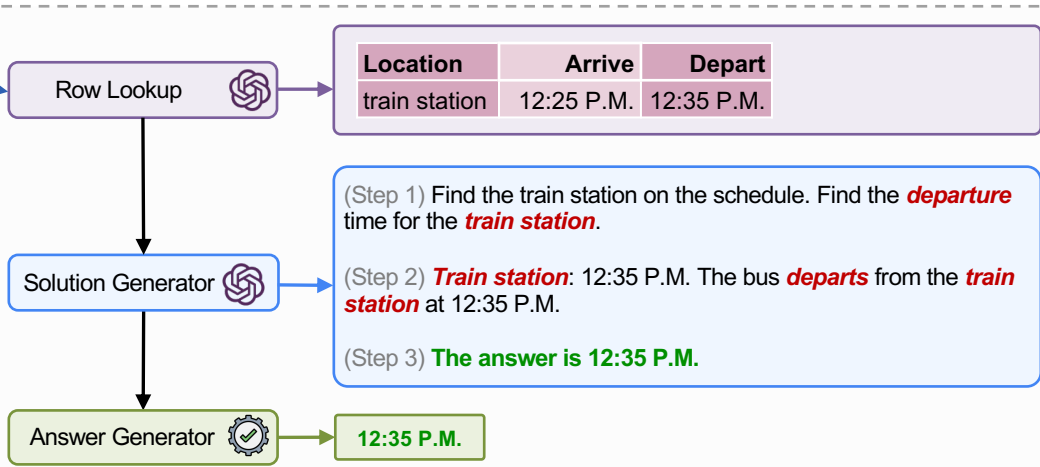 Row Lookup
Location Arrive Depart
train station 12:25 P.M. 12:35 P.M.
(Step 1) Find the train station on the schedule. Find the departure
time for the train station.
Solution Generator
(Step 2) Train station: 12:35 P.M. The bus departs from the train
station at 12:35 P.M.
(Step 3) The answer is 12:35 P.M.
Answer Generator
12:35 P.M.